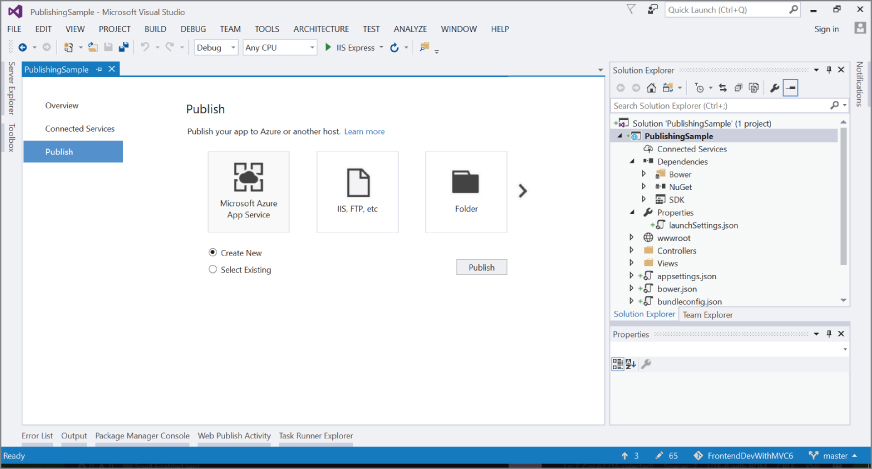 PublishingSample - Microsoft Visual Studio
Quick Launch (Ctrl+Q)
FILE EDIT VIEW PROJECT BUILD DEBUG TEAM TOOLS ARCHITECTURE TEST ANALYZE WINDOW HELP
Sign in
Debug Any CPU IIS Express
Server Explorer
Toolbox
PublishingSample
Overview
Connected Services
Publish
Publish
Publish your app to Azure or another host. Learn more
Microsoft Azure
App Service
IIS, FTP, etc
Folder
Create New
Select Existing
Publish
Solution Explorer
Search Solution Explorer (Ctrl+;)
Solution 'PublishingSample' (1 project)
PublishingSample
Connected Services
Dependencies
Bower
NuGet
SDK
Properties
launchSettings.json
wwwroot
Controllers
Views
appsettings.json
bower.json
bundleconfig.json
Solution Explorer Team Explorer
Properties
Notifications
Error List Output Package Manager Console Web Publish Activity Task Runner Explorer
Ready 3 65 FrontendDevWithMVC6 master